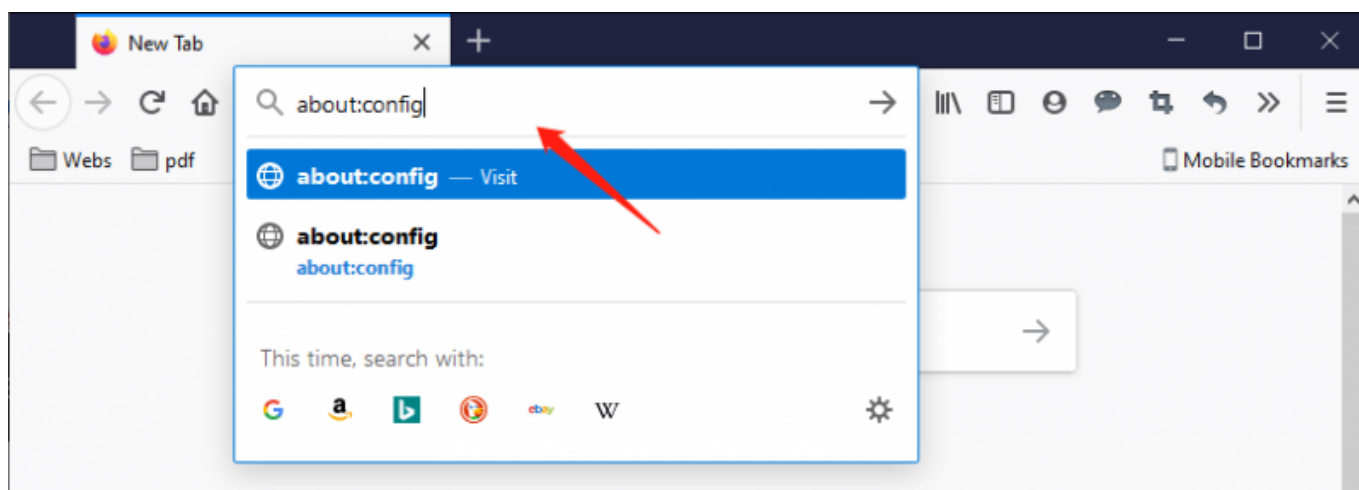 New Tab
about:config
Webs pdf
Mobile Bookmarks
about:config — Visit
about:config
about:config
This time, search with:
G a b ebay W